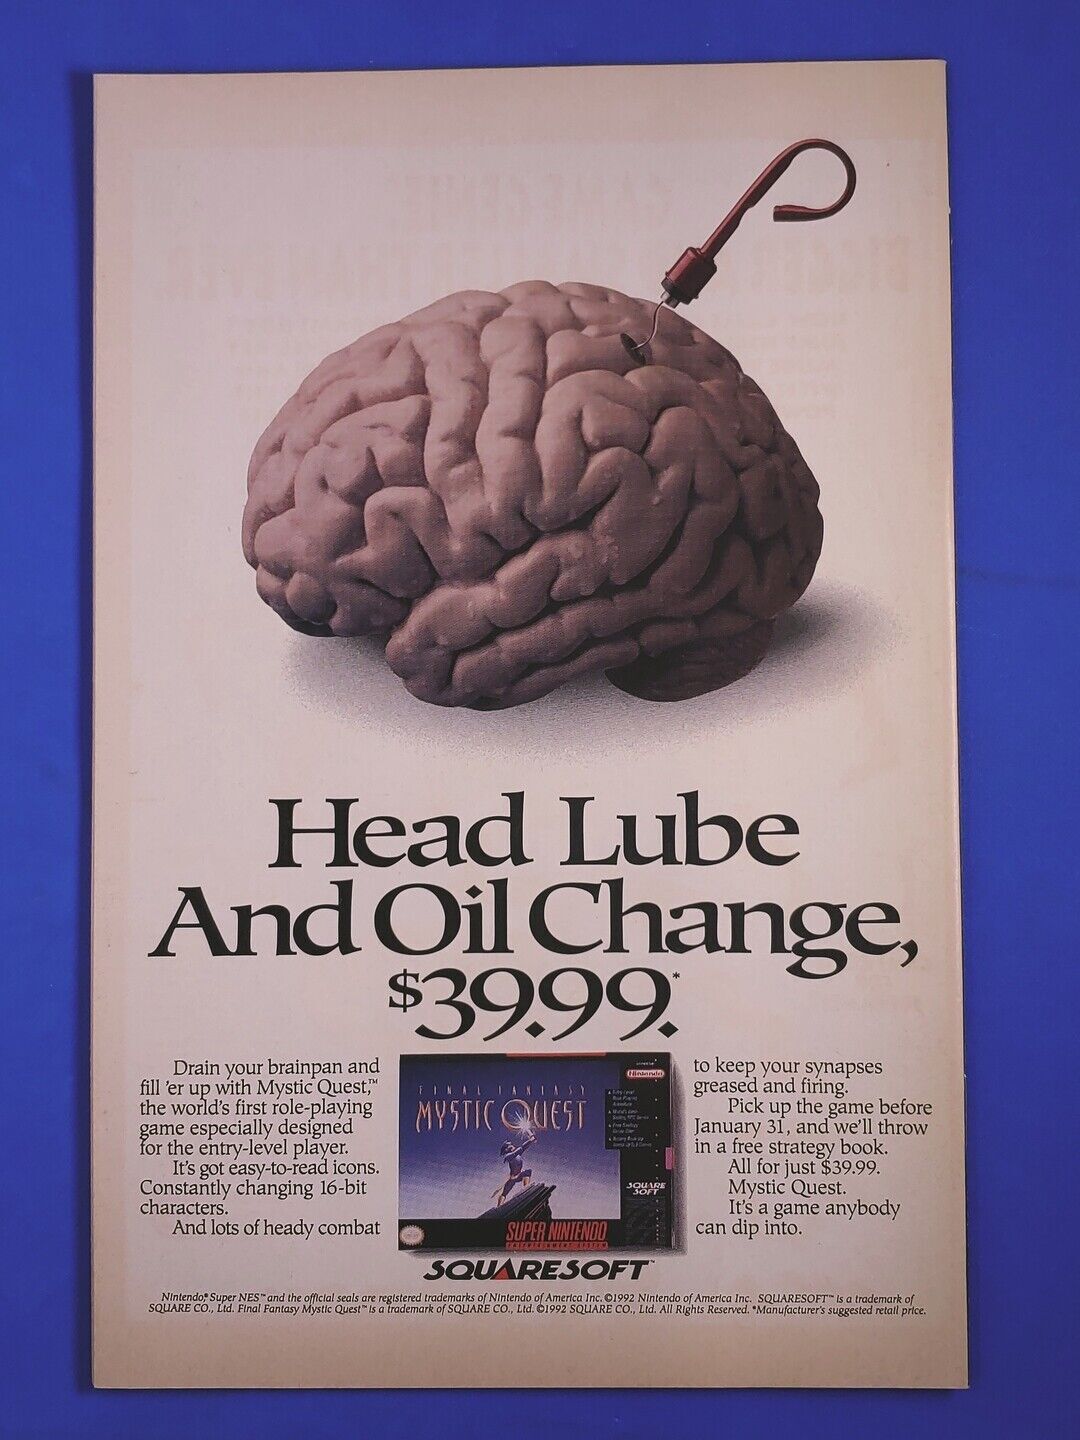 Head Lube
And Oil Change,
$39.99.*
Drain your brainpan and
fill 'er up with Mystic Quest,™
the world's first role-playing
game especially designed
for the entry-level player.
It's got easy-to-read icons.
Constantly changing 16-bit
characters.
And lots of heady combat
to keep your synapses
greased and firing.
Pick up the game before
January 31, and we'll throw
in a free strategy book.
All for just $39.99.
Mystic Quest.
It's a game anybody
can dip into.
FINAL FANTASY
MYSTIC QUEST
Nintendo
SQUARE
SOFT
SUPER NINTENDO
ENTERTAINMENT SYSTEM
SQUARESOFT™
Nintendo,® Super NES™ and the official seals are registered trademarks of Nintendo of America Inc. ©1992 Nintendo of America Inc. SQUARESOFT™ is a trademark of
SQUARE CO., Ltd. Final Fantasy Mystic Quest™ is a trademark of SQUARE CO., Ltd. ©1992 SQUARE CO., Ltd. All Rights Reserved. *Manufacturer's suggested retail price.